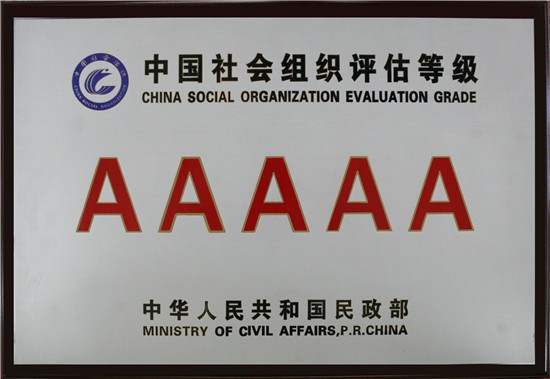 中国社会组织评估等级
CHINA SOCIAL ORGANIZATION EVALUATION GRADE
AAAAA
中华人民共和国民政部
MINISTRY OF CIVIL AFFAIRS,P.R.CHINA